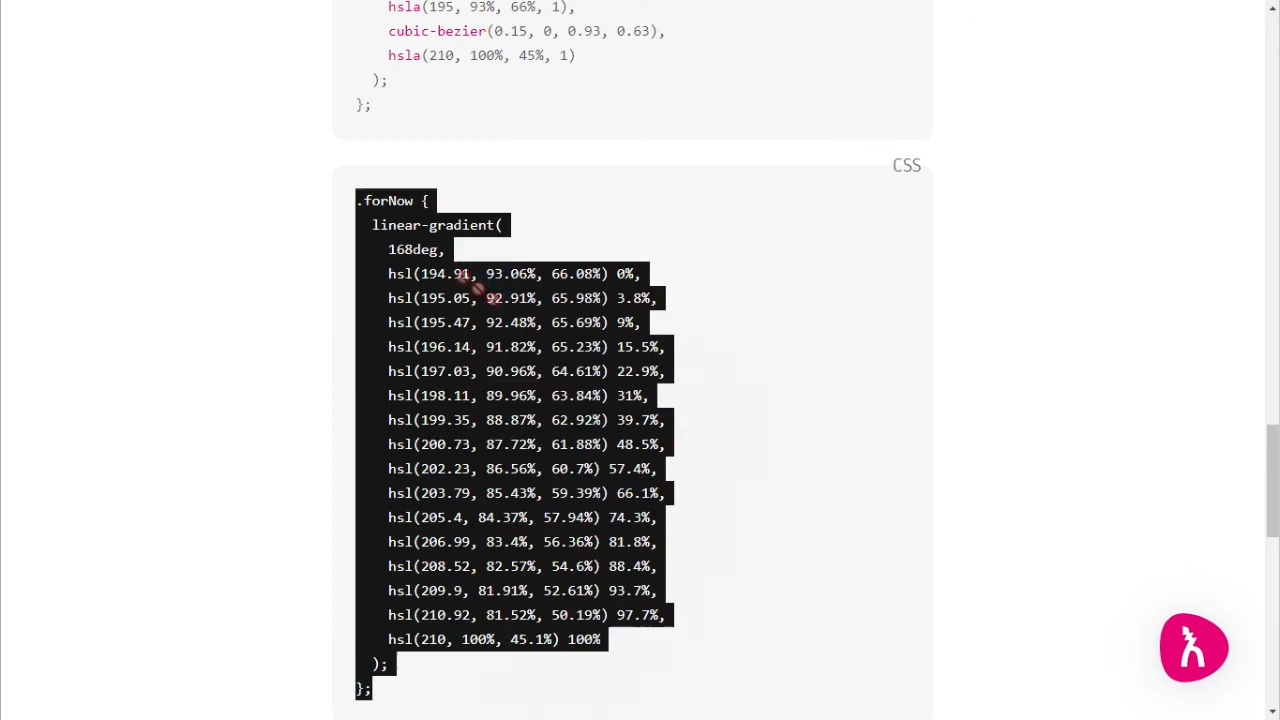 hsla(195, 93%, 66%, 1),
cubic-bezier(0.15, 0, 0.93, 0.63),
hsla(210, 100%, 45%, 1)
);
};
CSS
.forNow {
linear-gradient(
168deg,
hsl(194.91, 93.06%, 66.08%) 0%,
hsl(195.05, 92.91%, 65.98%) 3.8%,
hsl(195.47, 92.48%, 65.69%) 9%,
hsl(196.14, 91.82%, 65.23%) 15.5%,
hsl(197.03, 90.96%, 64.61%) 22.9%,
hsl(198.11, 89.96%, 63.84%) 31%,
hsl(199.35, 88.87%, 62.92%) 39.7%,
hsl(200.73, 87.72%, 61.88%) 48.5%,
hsl(202.23, 86.56%, 60.7%) 57.4%,
hsl(203.79, 85.43%, 59.39%) 66.1%,
hsl(205.4, 84.37%, 57.94%) 74.3%,
hsl(206.99, 83.4%, 56.36%) 81.8%,
hsl(208.52, 82.57%, 54.6%) 88.4%,
hsl(209.9, 81.91%, 52.61%) 93.7%,
hsl(210.92, 81.52%, 50.19%) 97.7%,
hsl(210, 100%, 45.1%) 100%
);
};